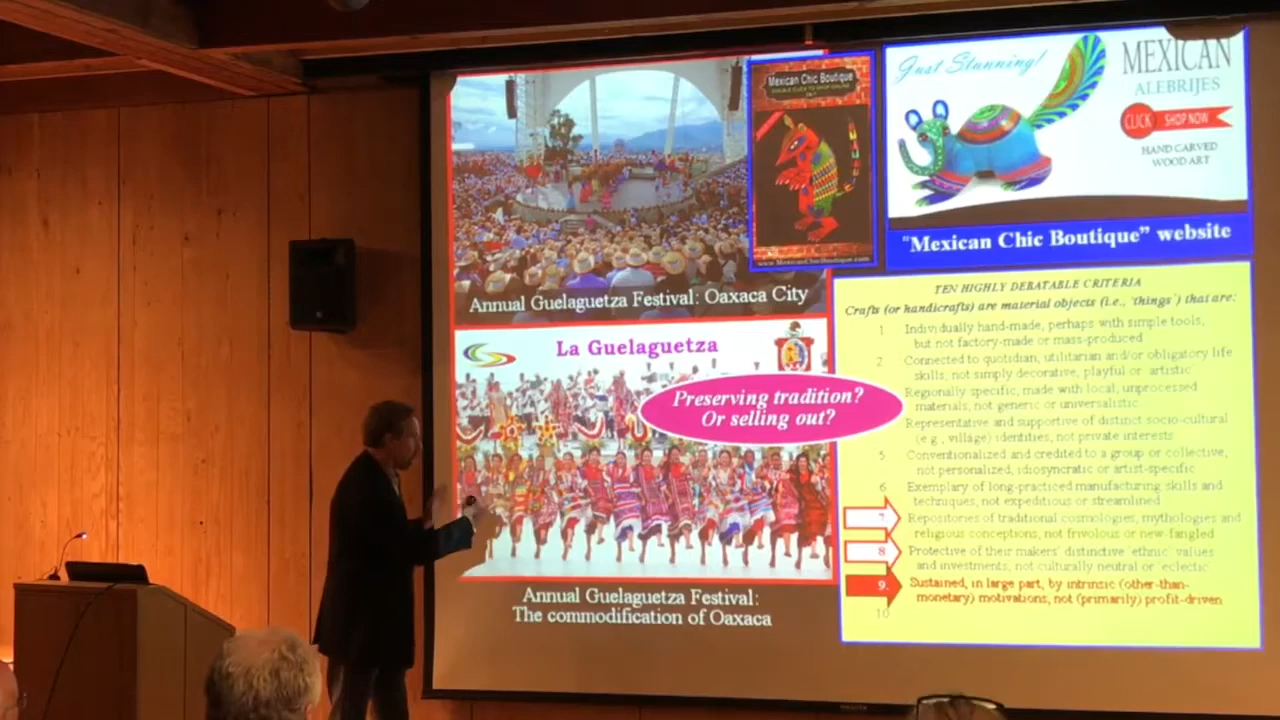 Annual Guelaguetza Festival: Oaxaca City
La Guelaguetza
Annual Guelaguetza Festival:
The commodification of Oaxaca
Preserving tradition?
Or selling out?
Mexican Chic Boutique
www.MexicanChicBoutique.com
Just Stunning!
MEXICAN
ALEBRIJES
CLICK SHOP NOW
HAND CARVED
WOOD ART
"Mexican Chic Boutique" website
TEN HIGHLY DEBATABLE CRITERIA
Crafts (or handicrafts) are material objects (i.e., 'things') that are:
1 Individually hand-made, perhaps with simple tools,
but not factory-made or mass-produced
2 Connected to quotidian, utilitarian and/or obligatory life
skills, not simply decorative, playful or 'artistic'
Regionally specific, made with local, unprocessed
materials, not generic or universalistic
Representative and supportive of distinct socio-cultural
(e.g., village) identities, not private interests
5 Conventionalized and credited to a group or collective,
not personalized, idiosyncratic or artist-specific
6 Exemplary of long-practiced manufacturing skills and
techniques, not expeditious or streamlined
7. Repositories of traditional cosmologies, mythologies and
religious conceptions, not frivolous or new-fangled
8 Protective of their makers' distinctive 'ethnic' values
and investments, not culturally neutral or 'eclectic'
9. Sustained, in large part, by intrinsic (other-than-
monetary) motivations, not (primarily) profit-driven
10